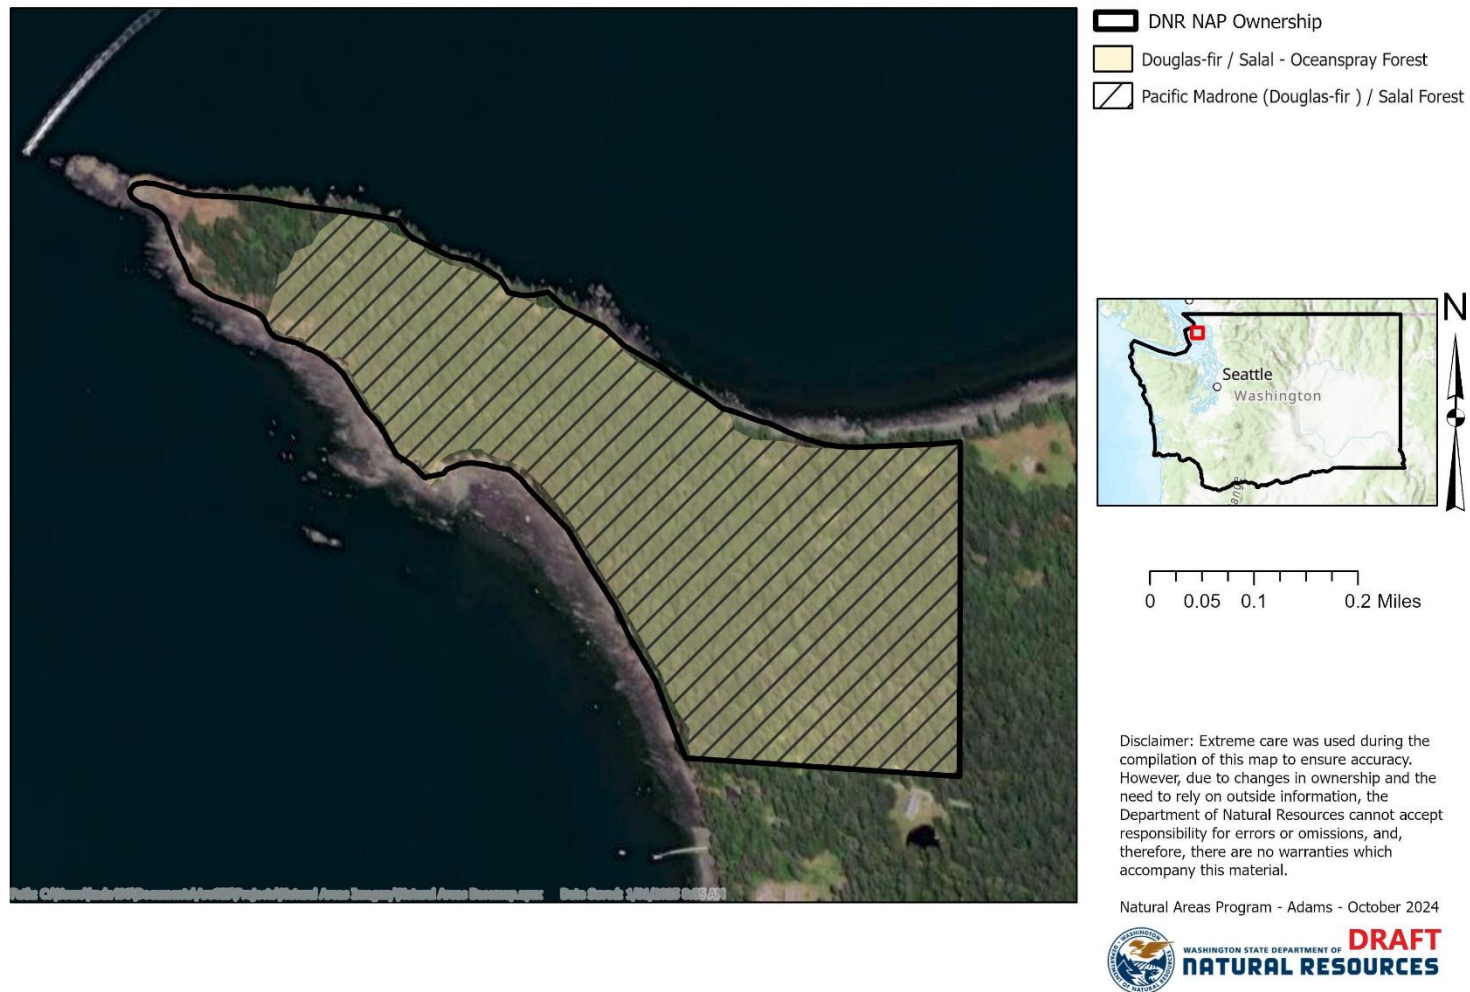 DNR NAP Ownership
Douglas-fir / Salal - Oceanspray Forest
Pacific Madrone (Douglas-fir ) / Salal Forest
N
Seattle
Washington
ange
0 0.05 0.1 0.2 Miles
Disclaimer: Extreme care was used during the
compilation of this map to ensure accuracy.
However, due to changes in ownership and the
need to rely on outside information, the
Department of Natural Resources cannot accept
responsibility for errors or omissions, and,
therefore, there are no warranties which
accompany this material.
Natural Areas Program - Adams - October 2024
DRAFT
WASHINGTON STATE DEPARTMENT OF
NATURAL RESOURCES